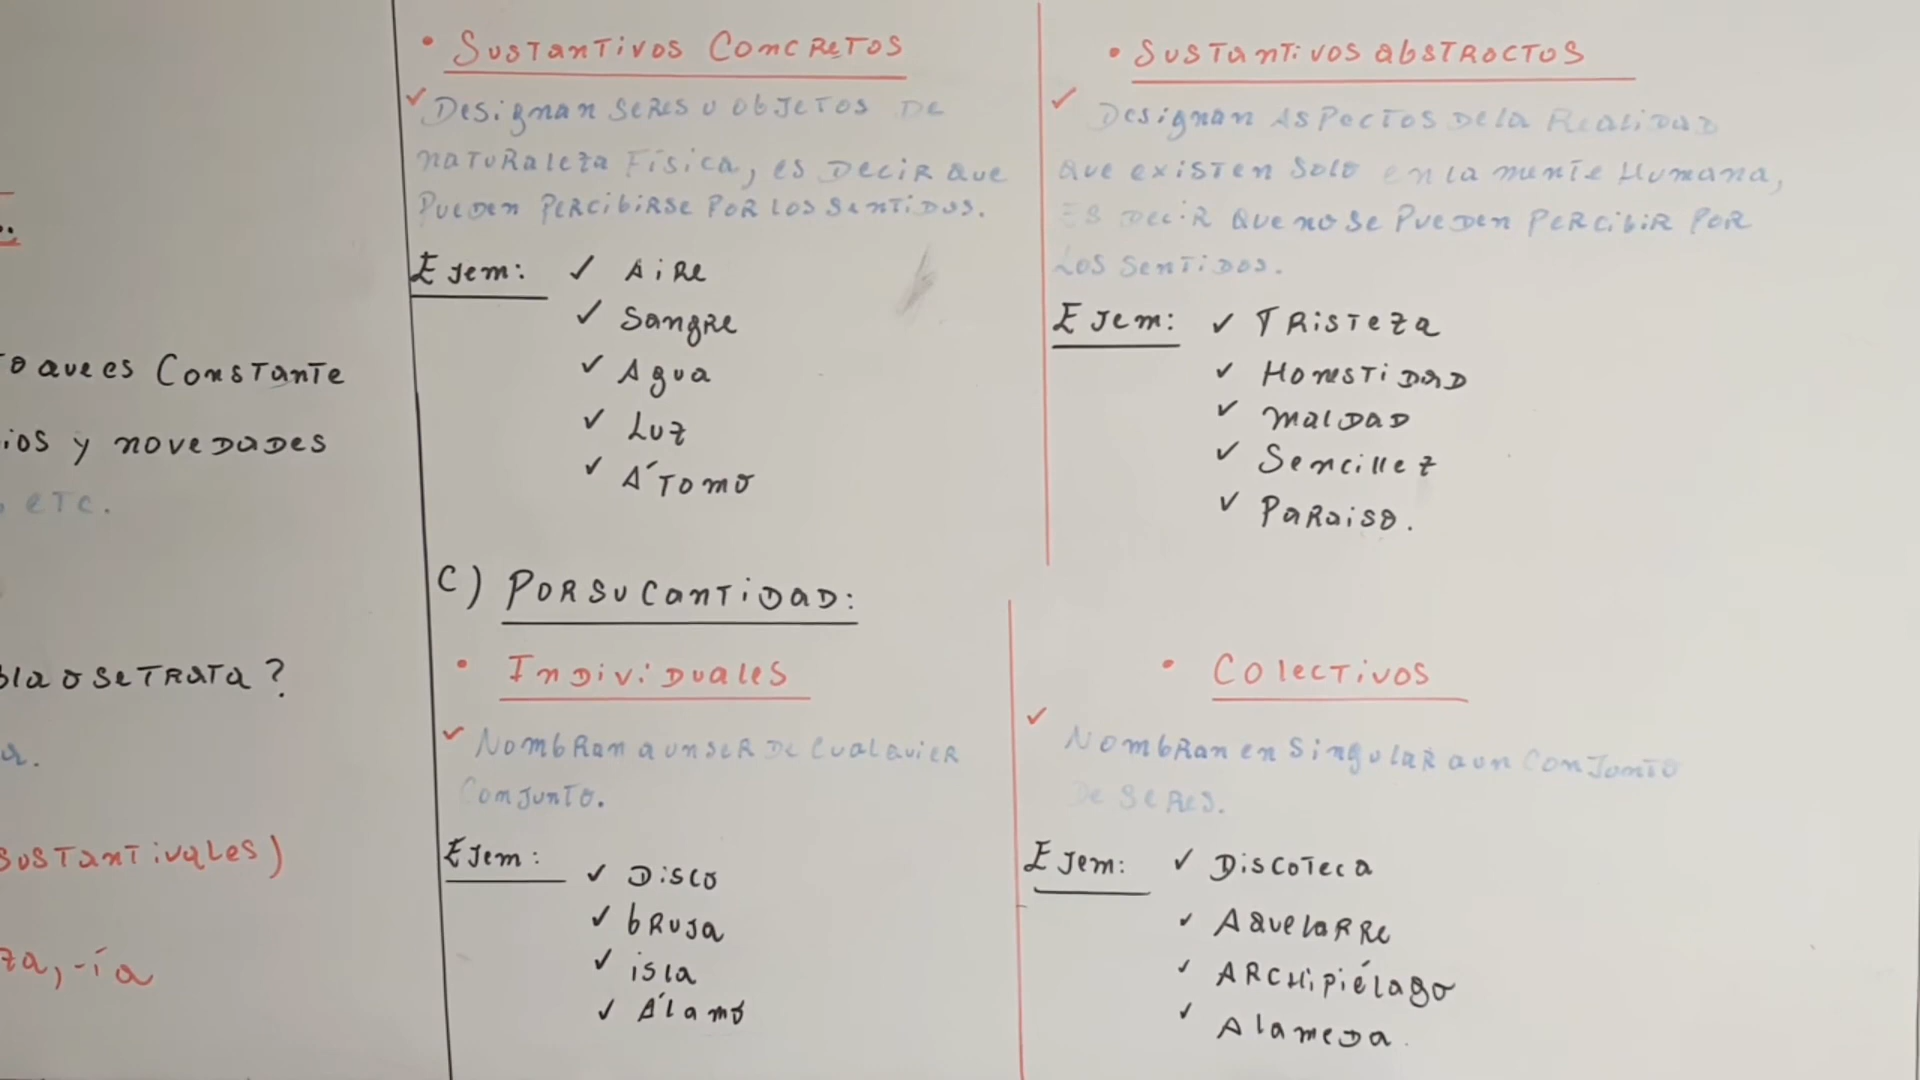 o que es Constante
ios y novedades
, etc.
bla o se trata?
a.
sustantivales)
za, -ía
• Sustantivos Concretos
✓ Designan seres u objetos de
naturaleza Física, es decir que
pueden percibirse por los sentidos.
Ejem: ✓ Aire
✓ Sangre
✓ Agua
✓ Luz
✓ Átomo
• Sustantivos abstroctos
✓ Designan aspectos de la Realidad
que existen solo en la mente Humana,
es decir que no se pueden percibir por
los sentidos.
Ejem: ✓ Tristeza
✓ Honestidad
✓ maldad
✓ Sencillez
✓ Paraiso.
C) Por su Cantidad:
• Individuales
✓ Nombran a un ser de cualquier
Conjunto.
Ejem: ✓ Disco
✓ bruja
✓ isla
✓ Álamo
• Colectivos
✓ Nombran en singular a un conjunto
de seres.
Ejem: ✓ Discoteca
✓ Aquelarre
✓ Archipiélago
✓ Alameda.